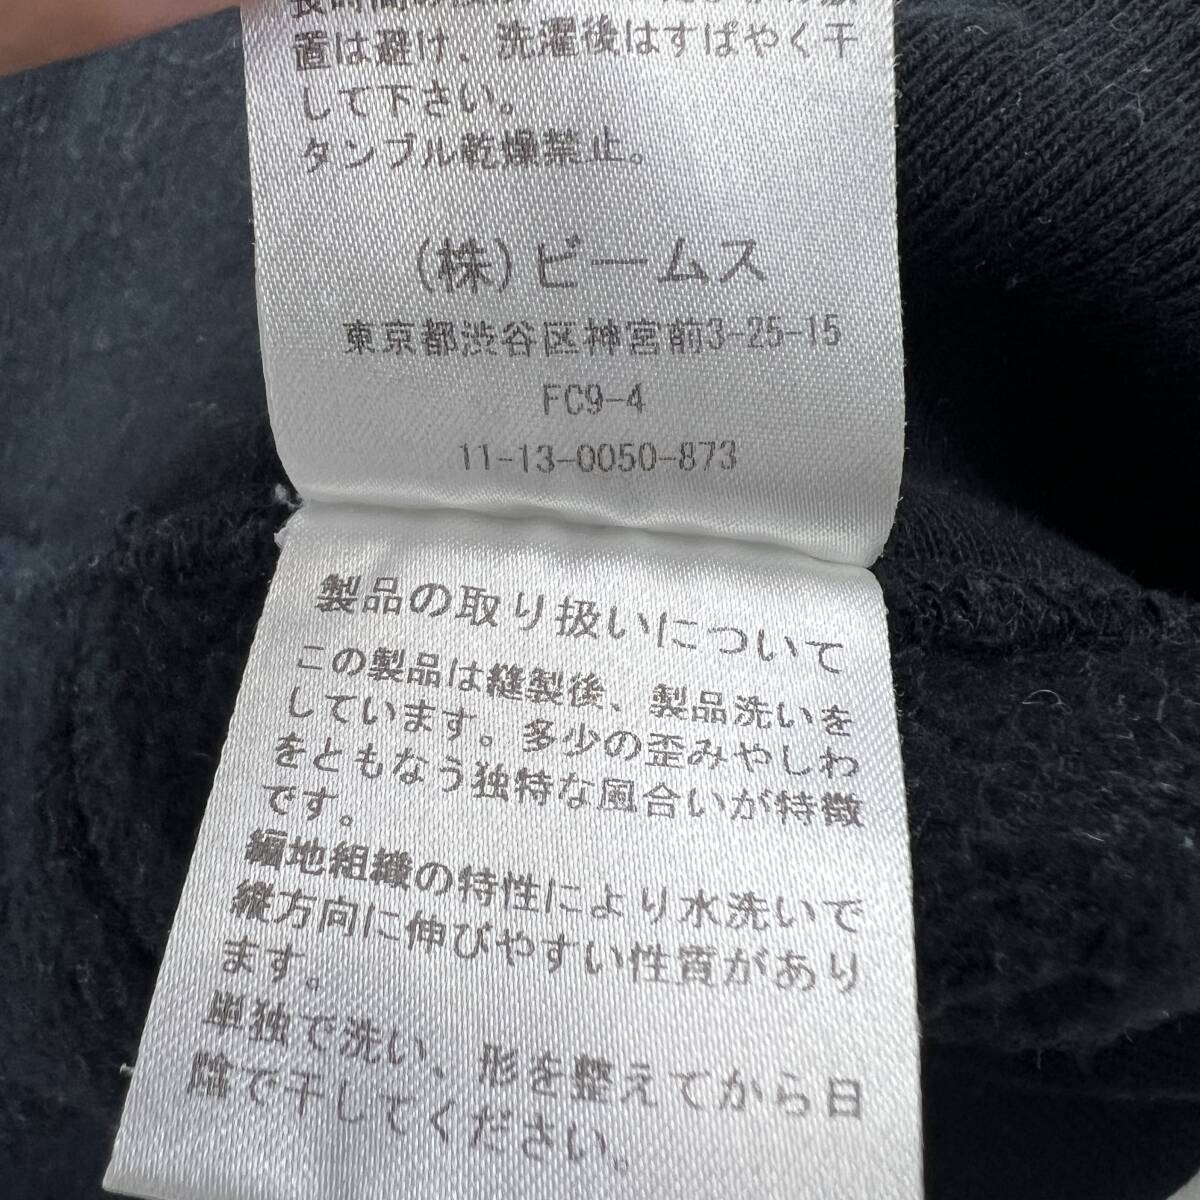 置は避け、洗濯後はすばやく干
して下さい。
タンブル乾燥禁止。
(株)ビームス
東京都渋谷区神宮前3-25-15
FC9-4
11-13-0050-873
製品の取り扱いについて
この製品は縫製後、製品洗いを
しています。多少の歪みやしわ
をともなう独特な風合いが特徴
です。
編地組織の特性により水洗いで
縦方向に伸びやすい性質があり
ます。
単独で洗い、形を整えてから日
陰で干してください。